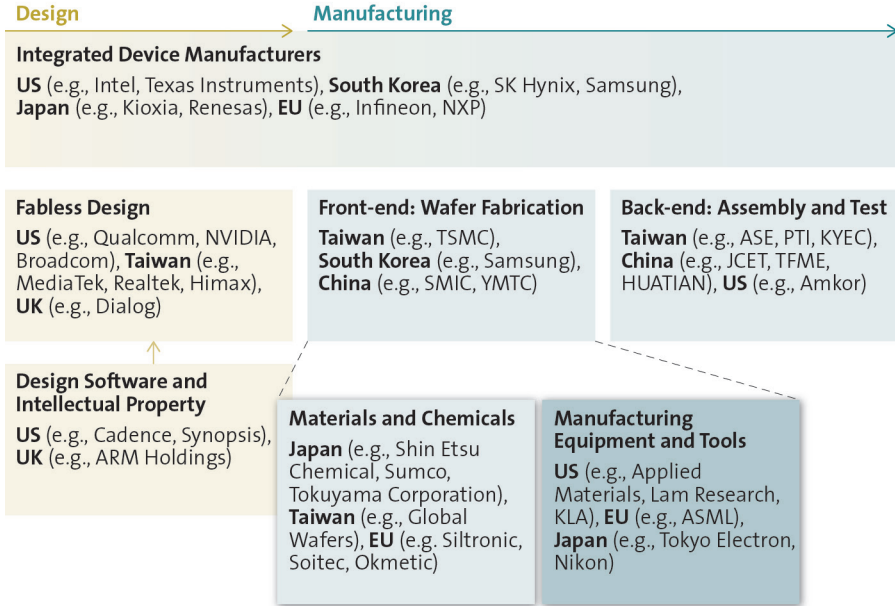 Design
Manufacturing
Integrated Device Manufacturers
US (e.g., Intel, Texas Instruments), South Korea (e.g., SK Hynix, Samsung),
Japan (e.g., Kioxia, Renesas), EU (e.g., Infineon, NXP)
Fabless Design
US (e.g., Qualcomm, NVIDIA,
Broadcom), Taiwan (e.g.,
MediaTek, Realtek, Himax),
UK (e.g., Dialog)
Front-end: Wafer Fabrication
Taiwan (e.g., TSMC),
South Korea (e.g., Samsung),
China (e.g., SMIC, YMTC)
Back-end: Assembly and Test
Taiwan (e.g., ASE, PTI, KYEC),
China (e.g., JCET, TFME,
HUATIAN), US (e.g., Amkor)
Design Software and
Intellectual Property
US (e.g., Cadence, Synopsis),
UK (e.g., ARM Holdings)
Materials and Chemicals
Japan (e.g., Shin Etsu
Chemical, Sumco,
Tokuyama Corporation),
Taiwan (e.g., Global
Wafers), EU (e.g. Siltronic,
Soitec, Okmetic)
Manufacturing
Equipment and Tools
US (e.g., Applied
Materials, Lam Research,
KLA), EU (e.g., ASML),
Japan (e.g., Tokyo Electron,
Nikon)